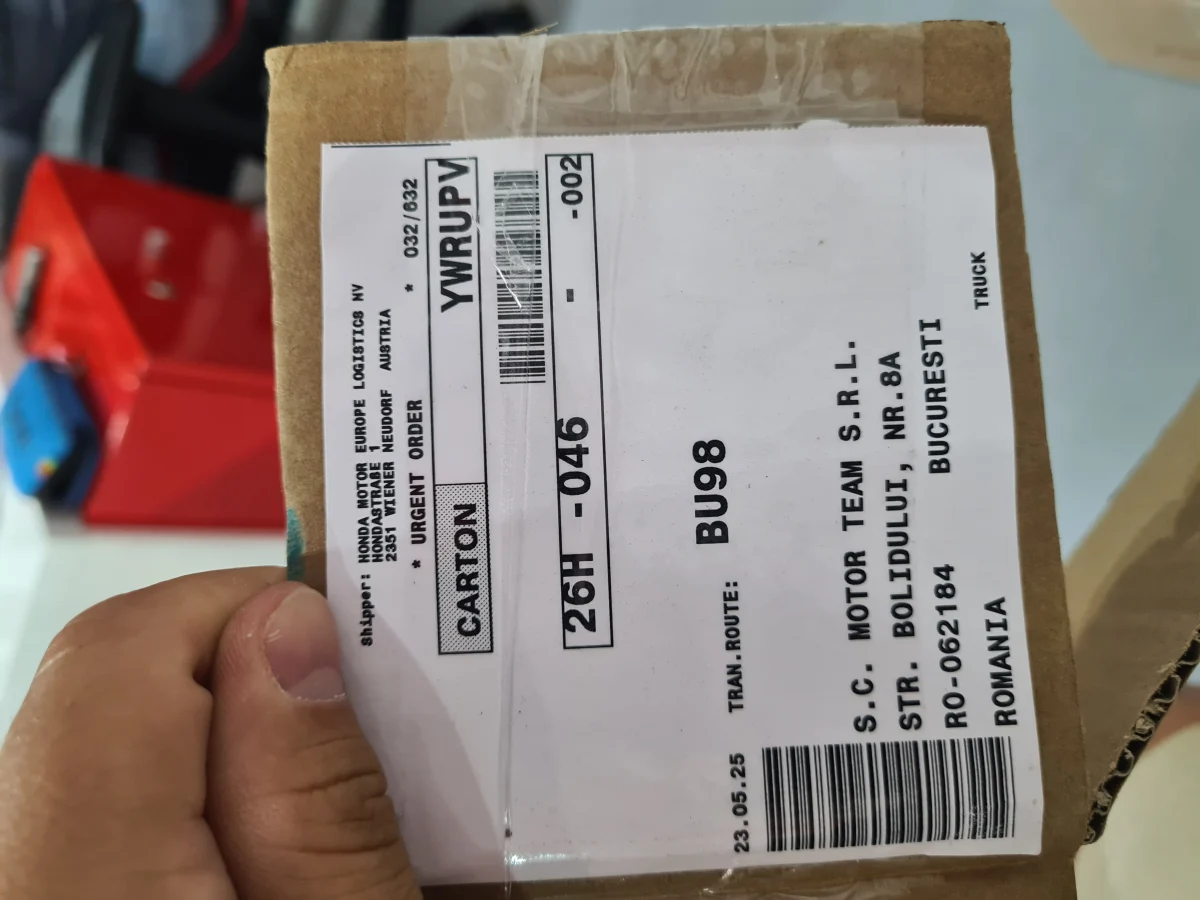 Shipper: HONDA MOTOR EUROPE LOGISTICS NV
HONDASTRAßE 1
2351 WIENER NEUDORF AUSTRIA
* URGENT ORDER * 032/632
CARTON YWRUPV
26H -046 - -002
23.05.25 TRAN.ROUTE: BU98
S.C. MOTOR TEAM S.R.L.
STR. BOLIDULUI, NR.8A
RO-062184 BUCURESTI
ROMANIA TRUCK